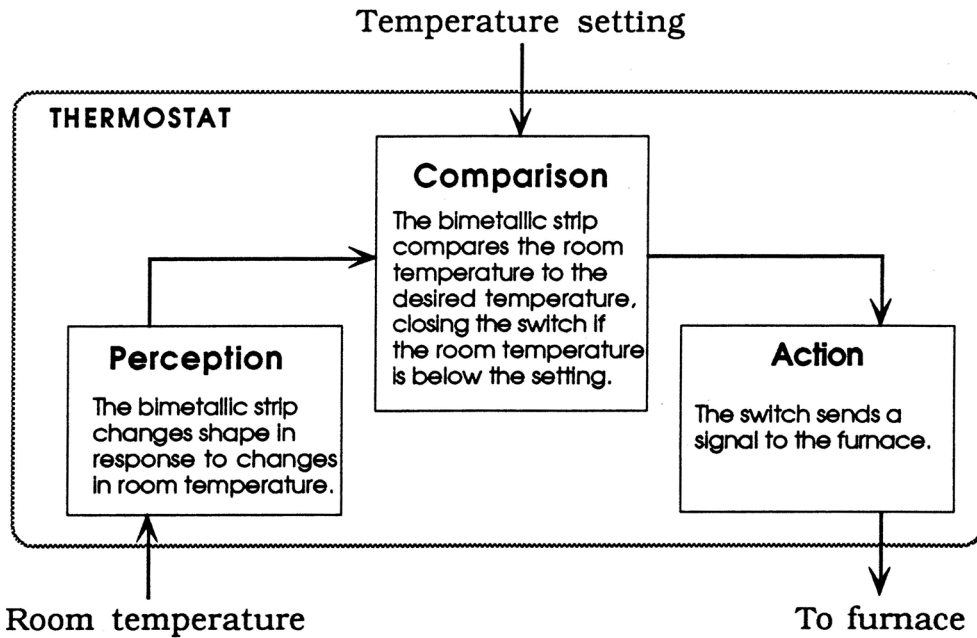 Temperature setting
THERMOSTAT
Comparison
The bimetallic strip
compares the room
temperature to the
desired temperature,
closing the switch if
the room temperature
is below the setting.
Perception
The bimetallic strip
changes shape in
response to changes
in room temperature.
Action
The switch sends a
signal to the furnace.
Room temperature
To furnace